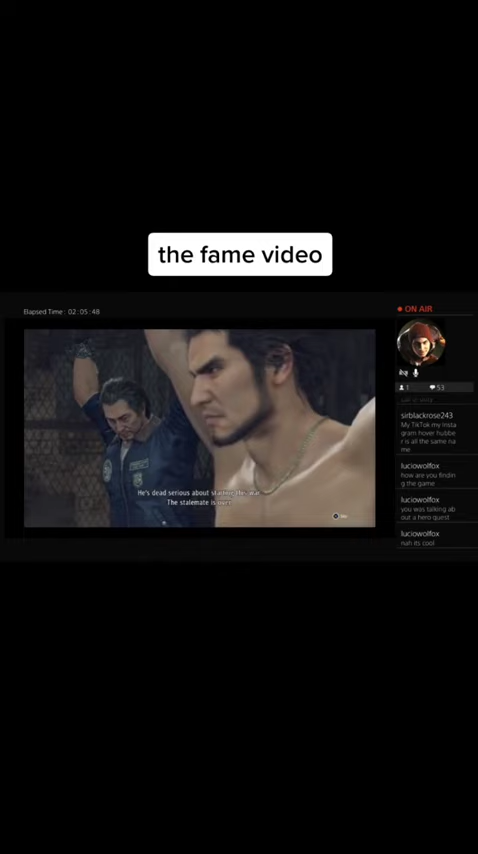 the fame video
Elapsed Time : 02:05:48
ON AIR
1
53
sirblackrose243
My TikTok my insta
gram hover hubbe
r is all the same na
me
luciowolfox
how are you findin
g the game
luciowolfox
you was talking ab
out a hero quest
luciowolfox
nah its cool
He's dead serious about starting this war.
The stalemate is over.